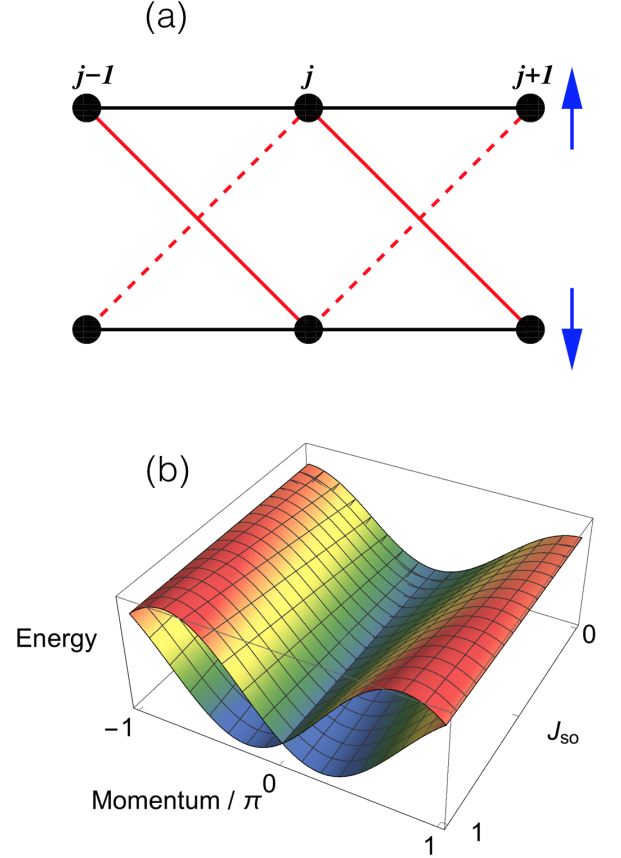 (a)
j−1 j j+1
(b)
Energy
0
−1
J so
0
Momentum / π
1 1